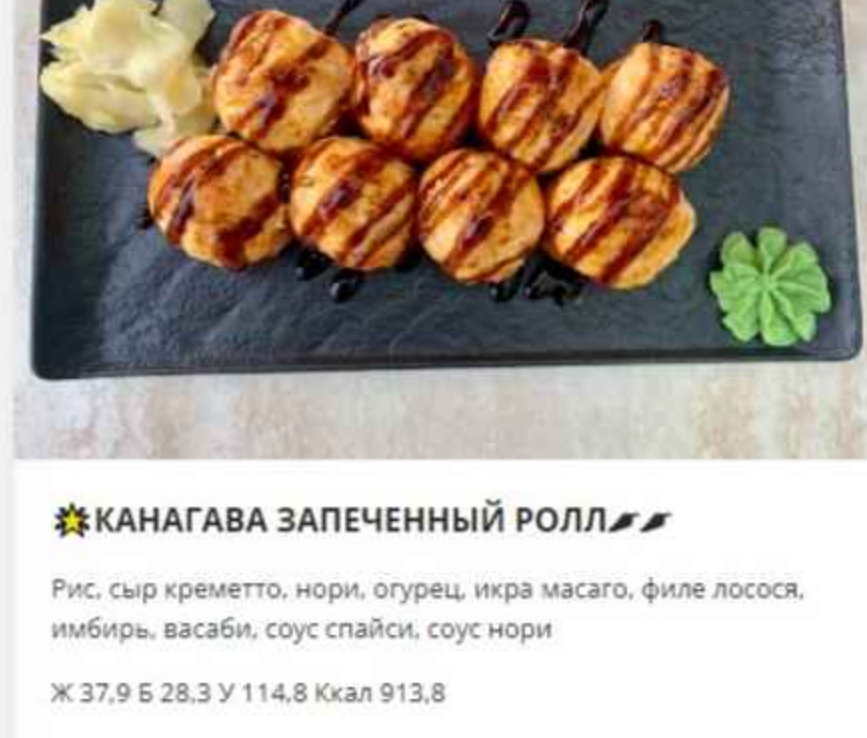 КАНАГАВА ЗАПЕЧЕННЫЙ РОЛЛ
Рис, сыр креметто, нори, огурец, икра масаго, филе лосося,
имбирь, васаби, соус спайси, соус нори
Ж 37,9 Б 28,3 У 114,8 Ккал 913,8